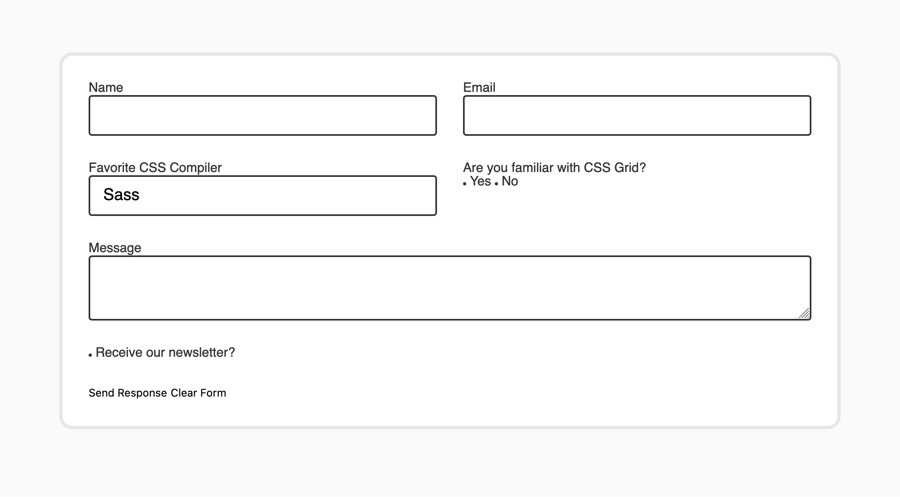 Name
Email
Favorite CSS Compiler
Are you familiar with CSS Grid?
Sass
Yes No
Message
Receive our newsletter?
Send Response Clear Form